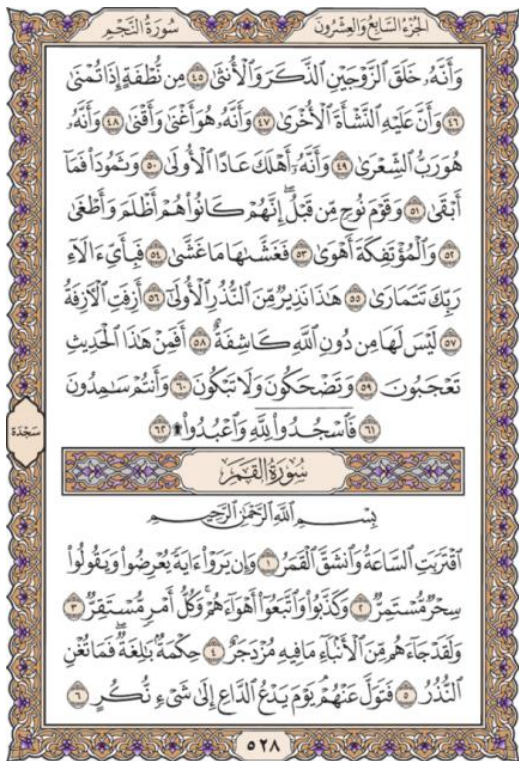 سُورَةُ النَّجْمِ
الجُزْءُ السَّابِعُ وَالعِشْرُونَ
وَأَنَّهُۥ خَلَقَ ٱلزَّوْجَيْنِ ٱلذَّكَرَ وَٱلْأُنثَىٰ ٤٥ مِن نُّطْفَةٍ إِذَا تُمْنَىٰ
٤٦ وَأَنَّ عَلَيْهِ ٱلنَّشْأَةَ ٱلْأُخْرَىٰ ٤٧ وَأَنَّهُۥ هُوَ أَغْنَىٰ وَأَقْنَىٰ ٤٨ وَأَنَّهُۥ
هُوَ رَبُّ ٱلشِّعْرَىٰ ٤٩ وَأَنَّهُۥٓ أَهْلَكَ عَادًا ٱلْأُولَىٰ ٥٠ وَثَمُودَا۟ فَمَآ
أَبْقَىٰ ٥١ وَقَوْمَ نُوحٍ مِّن قَبْلُ ۖ إِنَّهُمْ كَانُوا۟ هُمْ أَظْلَمَ وَأَطْغَىٰ
٥٢ وَٱلْمُؤْتَفِكَةَ أَهْوَىٰ ٥٣ فَغَشَّىٰهَا مَا غَشَّىٰ ٥٤ فَبِأَىِّ ءَالَآءِ
رَبِّكَ تَتَمَارَىٰ ٥٥ هَٰذَا نَذِيرٌ مِّنَ ٱلنُّذُرِ ٱلْأُولَىٰٓ ٥٦ أَزِفَتِ ٱلْءَازِفَةُ
٥٧ لَيْسَ لَهَا مِن دُونِ ٱللَّهِ كَاشِفَةٌ ٥٨ أَفَمِنْ هَٰذَا ٱلْحَدِيثِ
تَعْجَبُونَ ٥٩ وَتَضْحَكُونَ وَلَا تَبْكُونَ ٦٠ وَأَنتُمْ سَٰمِدُونَ
٦١ فَٱسْجُدُوا۟ لِلَّهِ وَٱعْبُدُوا۟ ۩ ٦٢
سَجْدَة
سُورَةُ القَمَرِ
بِسْمِ ٱللَّهِ ٱلرَّحْمَٰنِ ٱلرَّحِيمِ
ٱقْتَرَبَتِ ٱلسَّاعَةُ وَٱنشَقَّ ٱلْقَمَرُ ١ وَإِن يَرَوْا۟ ءَايَةً يُعْرِضُوا۟ وَيَقُولُوا۟
سِحْرٌ مُّسْتَمِرٌّ ٢ وَكَذَّبُوا۟ وَٱتَّبَعُوٓا۟ أَهْوَآءَهُمْ ۚ وَكُلُّ أَمْرٍ مُّسْتَقِرٌّ ٣
وَلَقَدْ جَآءَهُم مِّنَ ٱلْأَنۢبَآءِ مَا فِيهِ مُزْدَجَرٌ ٤ حِكْمَةٌۢ بَٰلِغَةٌ ۖ فَمَا تُغْنِ
ٱلنُّذُرُ ٥ فَتَوَلَّ عَنْهُمْ ۘ يَوْمَ يَدْعُ ٱلدَّاعِ إِلَىٰ شَىْءٍ نُّكُرٍ ٦
٥٢٨